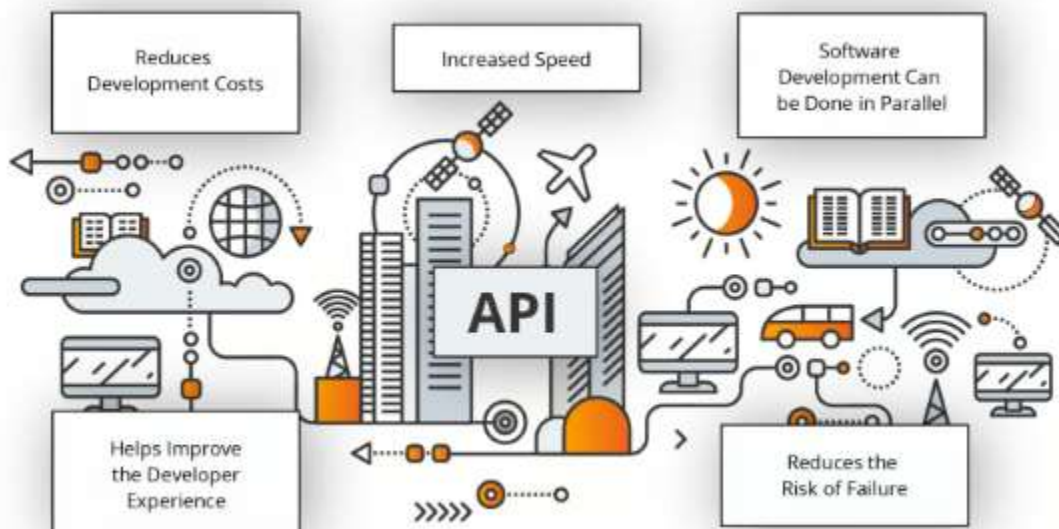 Reduces
Development Costs
Increased Speed
Software
Development Can
be Done in Parallel
API
Helps Improve
the Developer
Experience
Reduces the
Risk of Failure